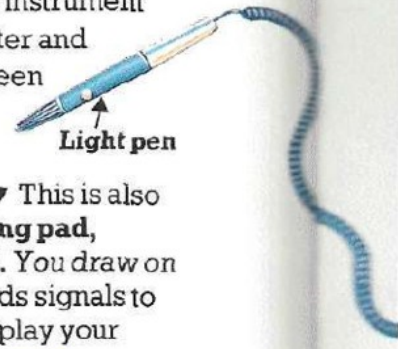 instrument
ter and
een
Light pen
This is also
ng pad,
. You draw on
ds signals to
play your